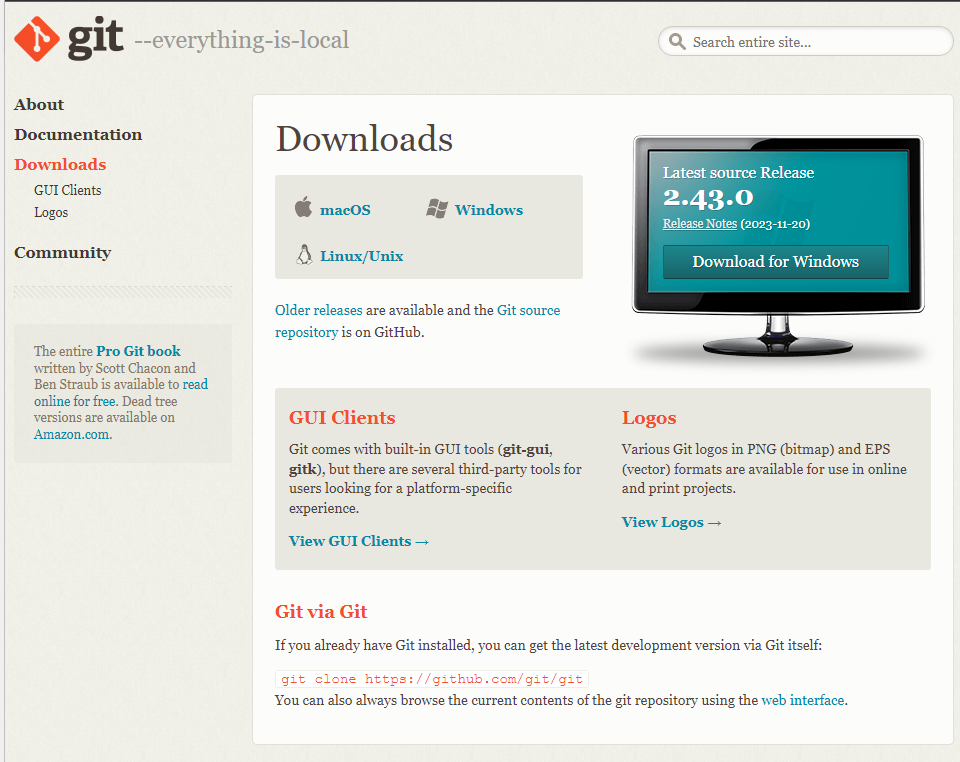 git --everything-is-local
Search entire site...
About
Documentation
Downloads
GUI Clients
Logos
Community
The entire Pro Git book
written by Scott Chacon and
Ben Straub is available to read
online for free. Dead tree
versions are available on
Amazon.com.
Downloads
macOS
Windows
Linux/Unix
Older releases are available and the Git source
repository is on GitHub.
Latest source Release
2.43.0
Release Notes (2023-11-20)
Download for Windows
GUI Clients
Git comes with built-in GUI tools (git-gui,
gitk), but there are several third-party tools for
users looking for a platform-specific
experience.
View GUI Clients →
Logos
Various Git logos in PNG (bitmap) and EPS
(vector) formats are available for use in online
and print projects.
View Logos →
Git via Git
If you already have Git installed, you can get the latest development version via Git itself:
git clone https://github.com/git/git
You can also always browse the current contents of the git repository using the web interface.